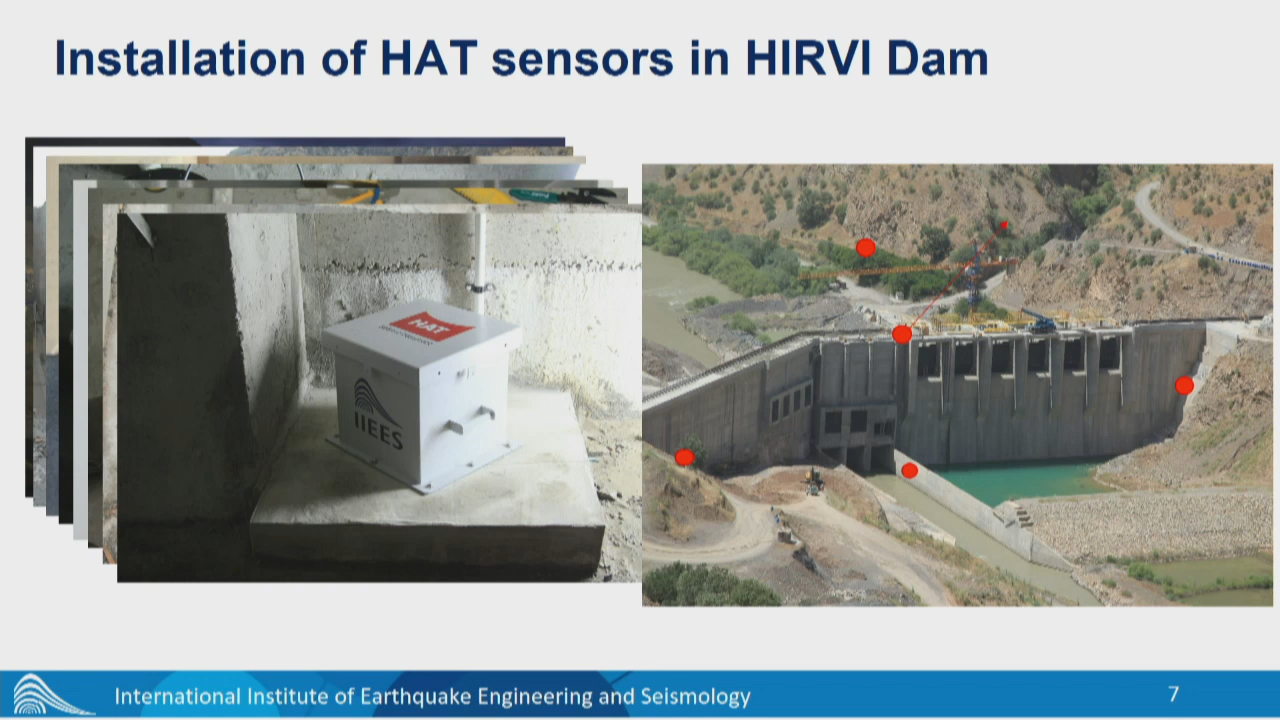 Installation of HAT sensors in HIRVI Dam
HAT
IIEES
International Institute of Earthquake Engineering and Seismology
7